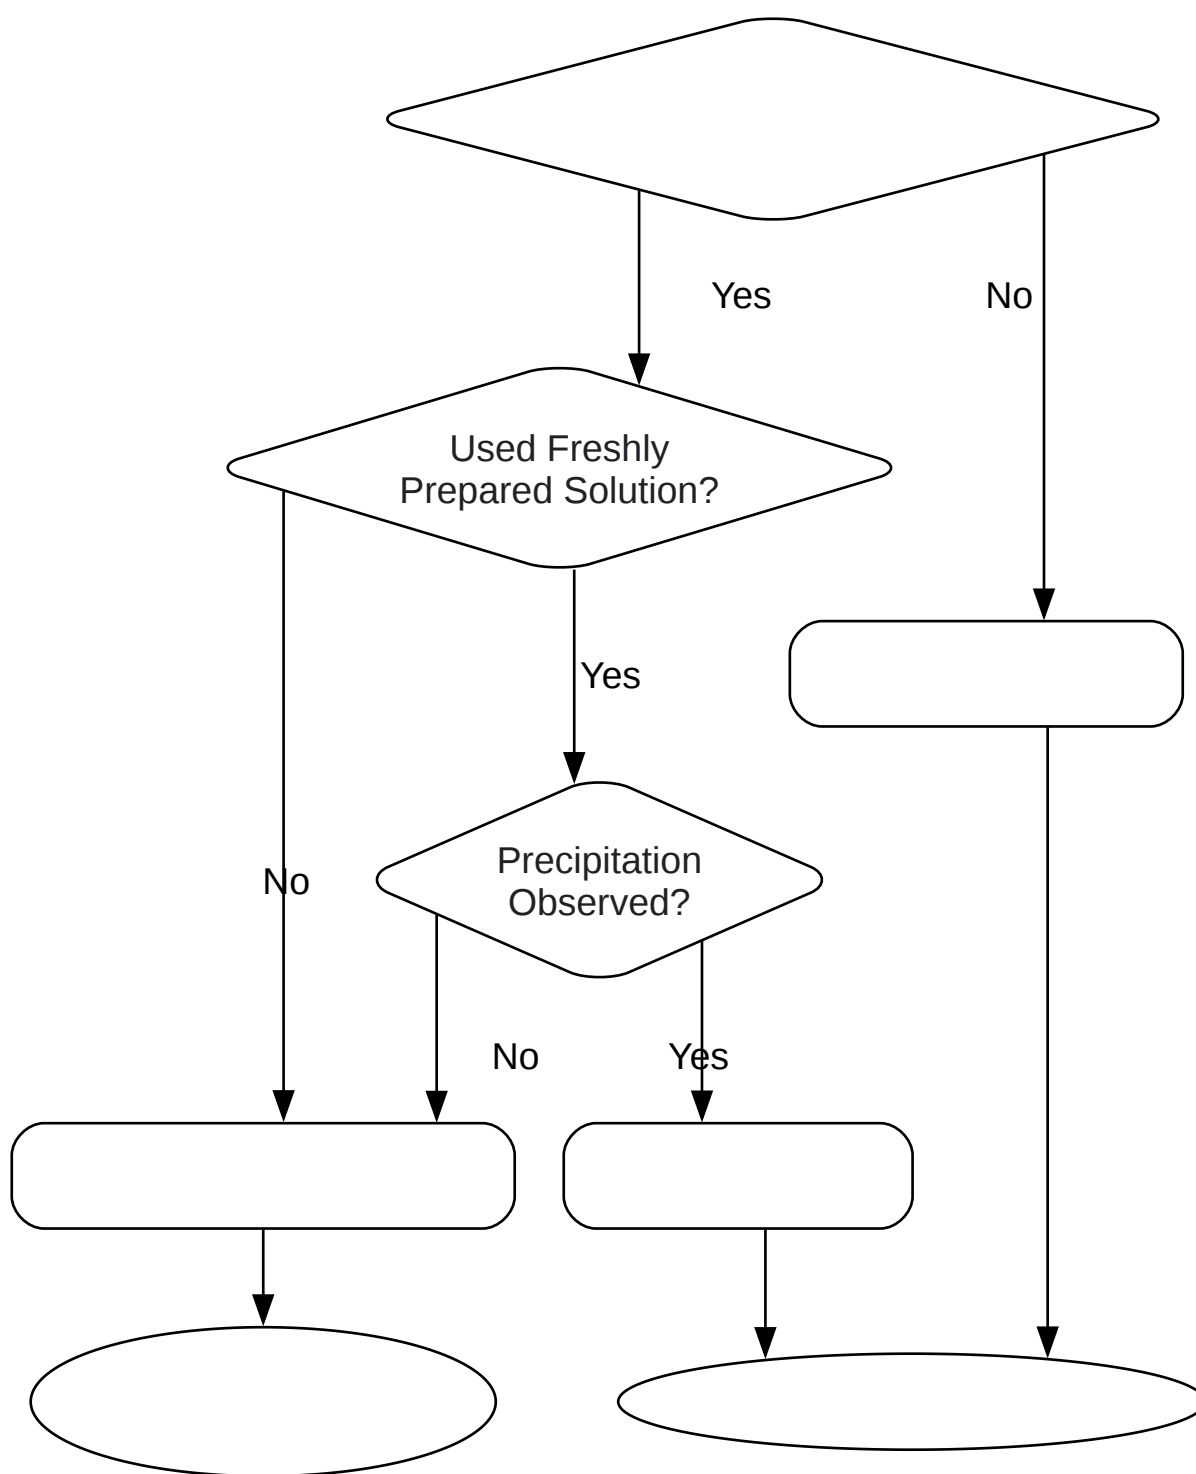 Yes
No
Used Freshly
Prepared Solution?
Yes
Precipitation
Observed?
No
No
Yes